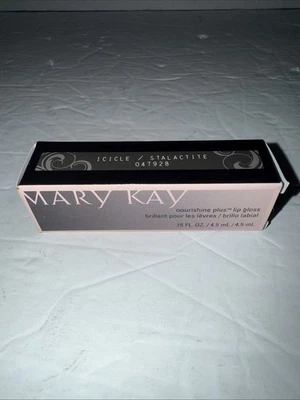 ICICLE / STALACTITE
047928
MARY KAY
nourishine plus™ lip gloss
brillant pour les lèvres / brillo labial
.15 FL. OZ. / 4.5 mL / 4.5 mL